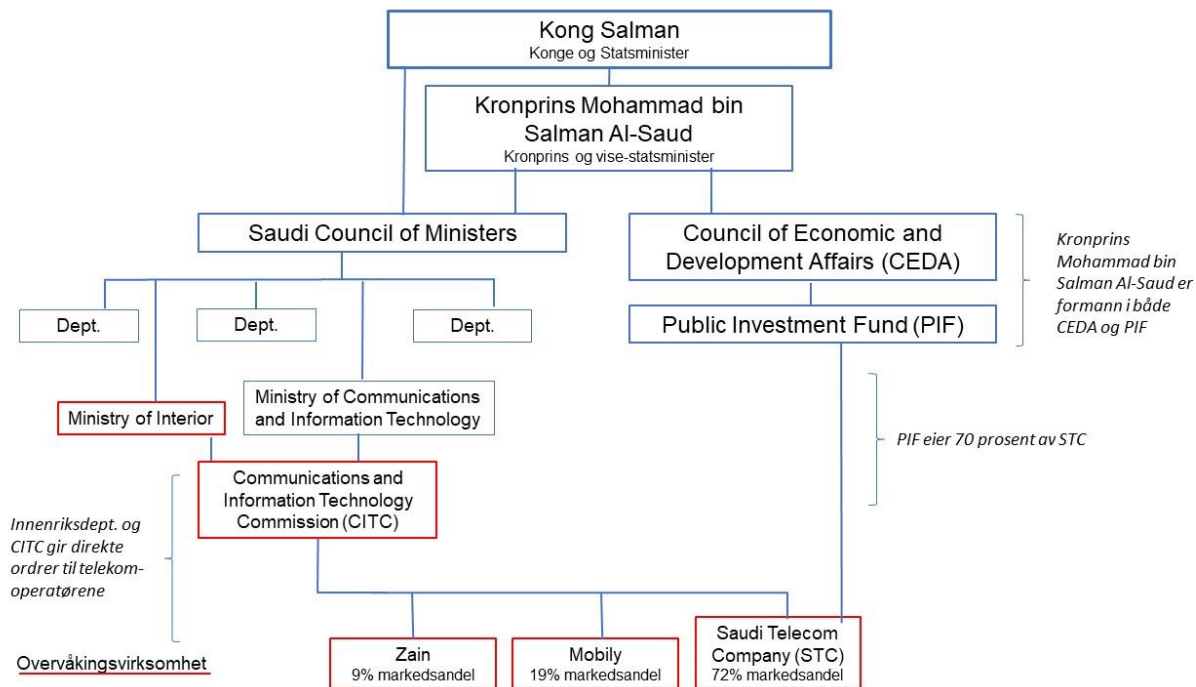 Kong Salman
Konge og Statsminister
Kronprins Mohammad bin
Salman Al-Saud
Kronprins og vise-statsminister
Saudi Council of Ministers
Council of Economic and
Development Affairs (CEDA)
Kronprins
Mohammad bin
Salman Al-Saud er
formann i både
CEDA og PIF
Dept.
Dept.
Dept.
Public Investment Fund (PIF)
Ministry of Interior
Ministry of Communications
and Information Technology
PIF eier 70 prosent av STC
Communications and
Information Technology
Commission (CITC)
Innenriksdept. og
CITC gir direkte
ordrer til telekom-
operatørene
Overvåkingsvirksomhet
Zain
9% markedsandel
Mobily
19% markedsandel
Saudi Telecom
Company (STC)
72% markedsandel